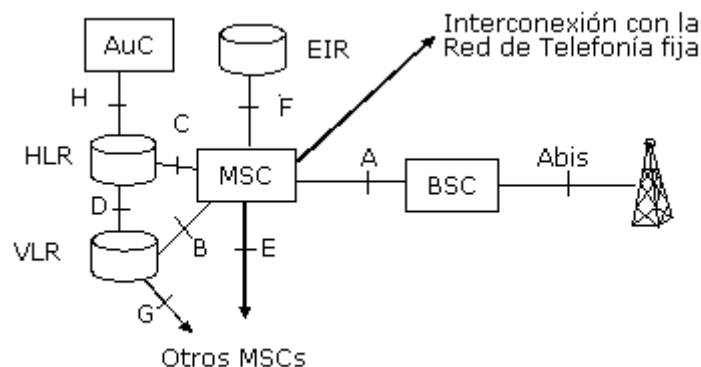 Interconexión con la
Red de Telefonía fija
AuC
EIR
H
F
C
HLR
MSC
A
BSC
Abis
D
B
E
VLR
G
Otros MSCs